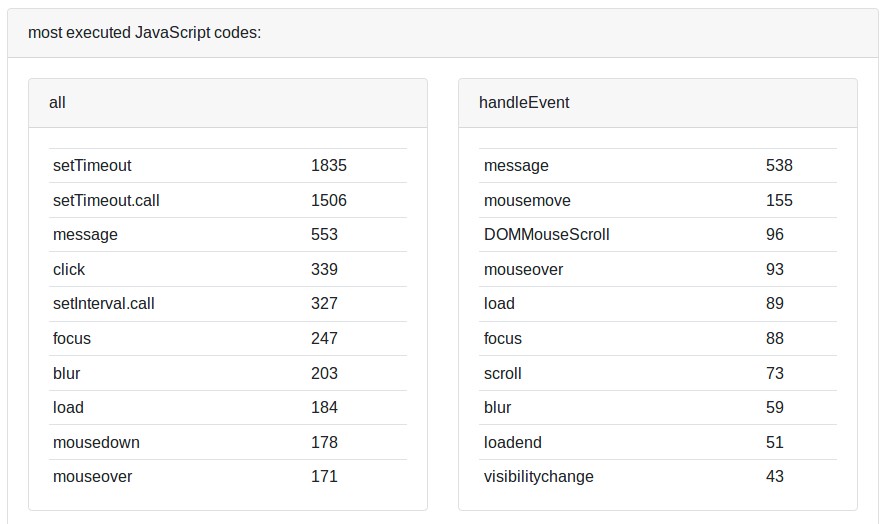 most executed JavaScript codes:
all
setTimeout 1835
setTimeout.call 1506
message 553
click 339
setInterval.call 327
focus 247
blur 203
load 184
mousedown 178
mouseover 171
handleEvent
message 538
mousemove 155
DOMMouseScroll 96
mouseover 93
load 89
focus 88
scroll 73
blur 59
loadend 51
visibilitychange 43